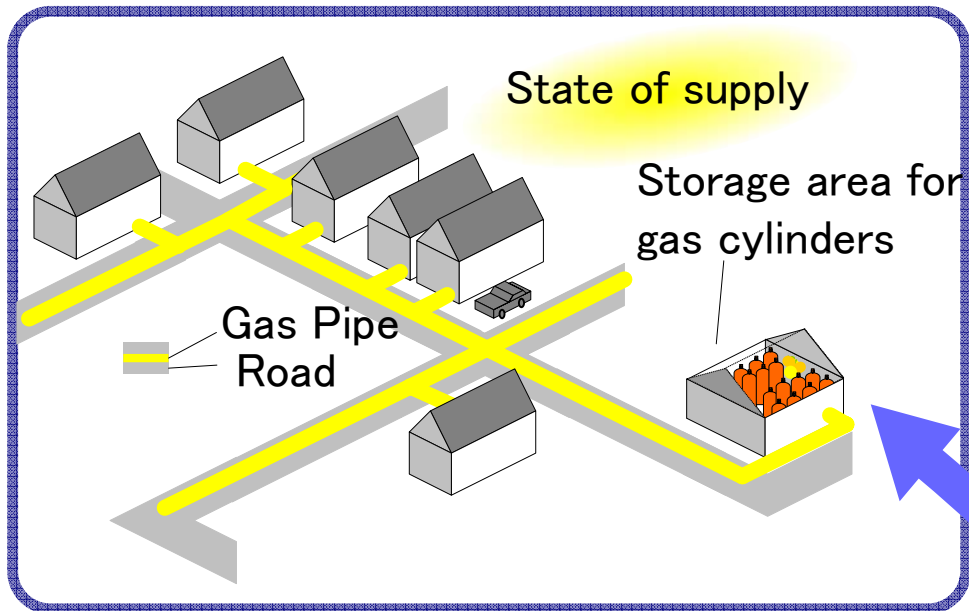 State of supply
Storage area for
gas cylinders
Gas Pipe
Road